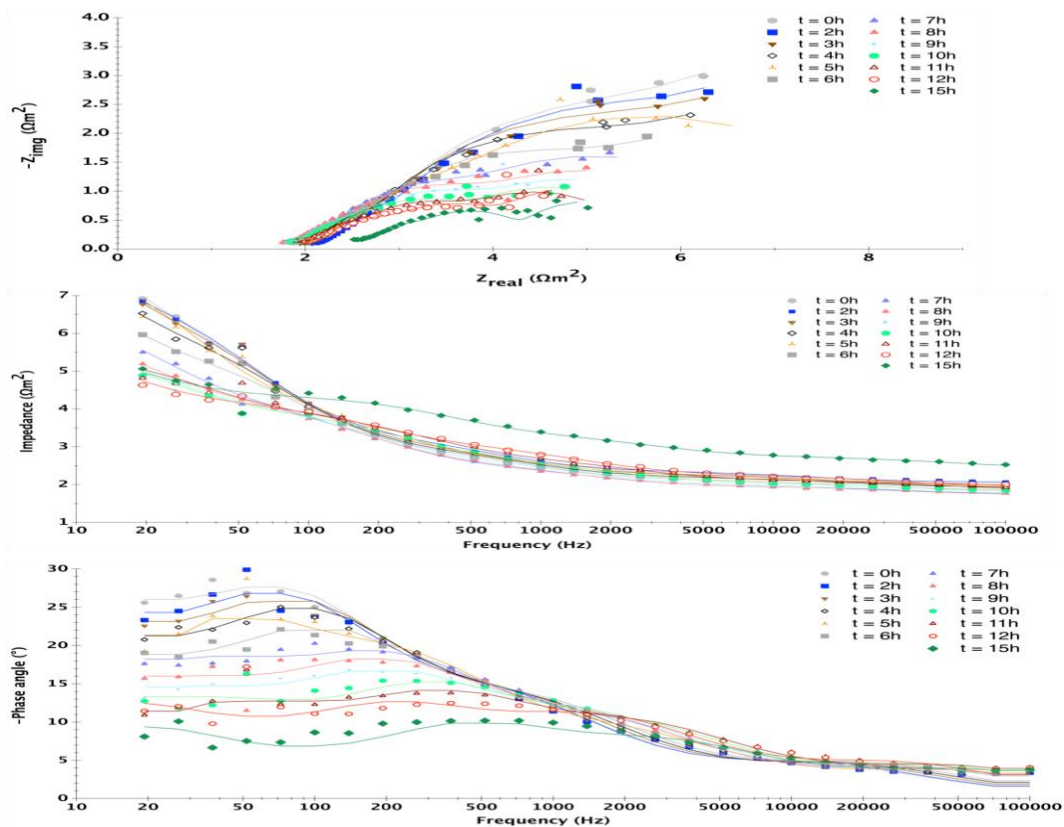 4.0
3.5
3.0
2.5
2.0
1.5
1.0
0.5
0.0
-Zimg (Ωm²)
t = 0h
t = 2h
t = 3h
t = 4h
t = 5h
t = 6h
t = 7h
t = 8h
t = 9h
t = 10h
t = 11h
t = 12h
t = 15h
0 2 4 6 8
Zreal (Ωm²)
7
6
5
4
3
2
1
Impedance (Ωm²)
t = 0h
t = 2h
t = 3h
t = 4h
t = 5h
t = 6h
t = 7h
t = 8h
t = 9h
t = 10h
t = 11h
t = 12h
t = 15h
10 20 50 100 200 500 1000 2000 5000 10000 20000 50000 100000
Frequency (Hz)
30
25
20
15
10
5
0
-Phase angle (°)
t = 0h
t = 2h
t = 3h
t = 4h
t = 5h
t = 6h
t = 7h
t = 8h
t = 9h
t = 10h
t = 11h
t = 12h
t = 15h
10 20 50 100 200 500 1000 2000 5000 10000 20000 50000 100000
Frequency (Hz)